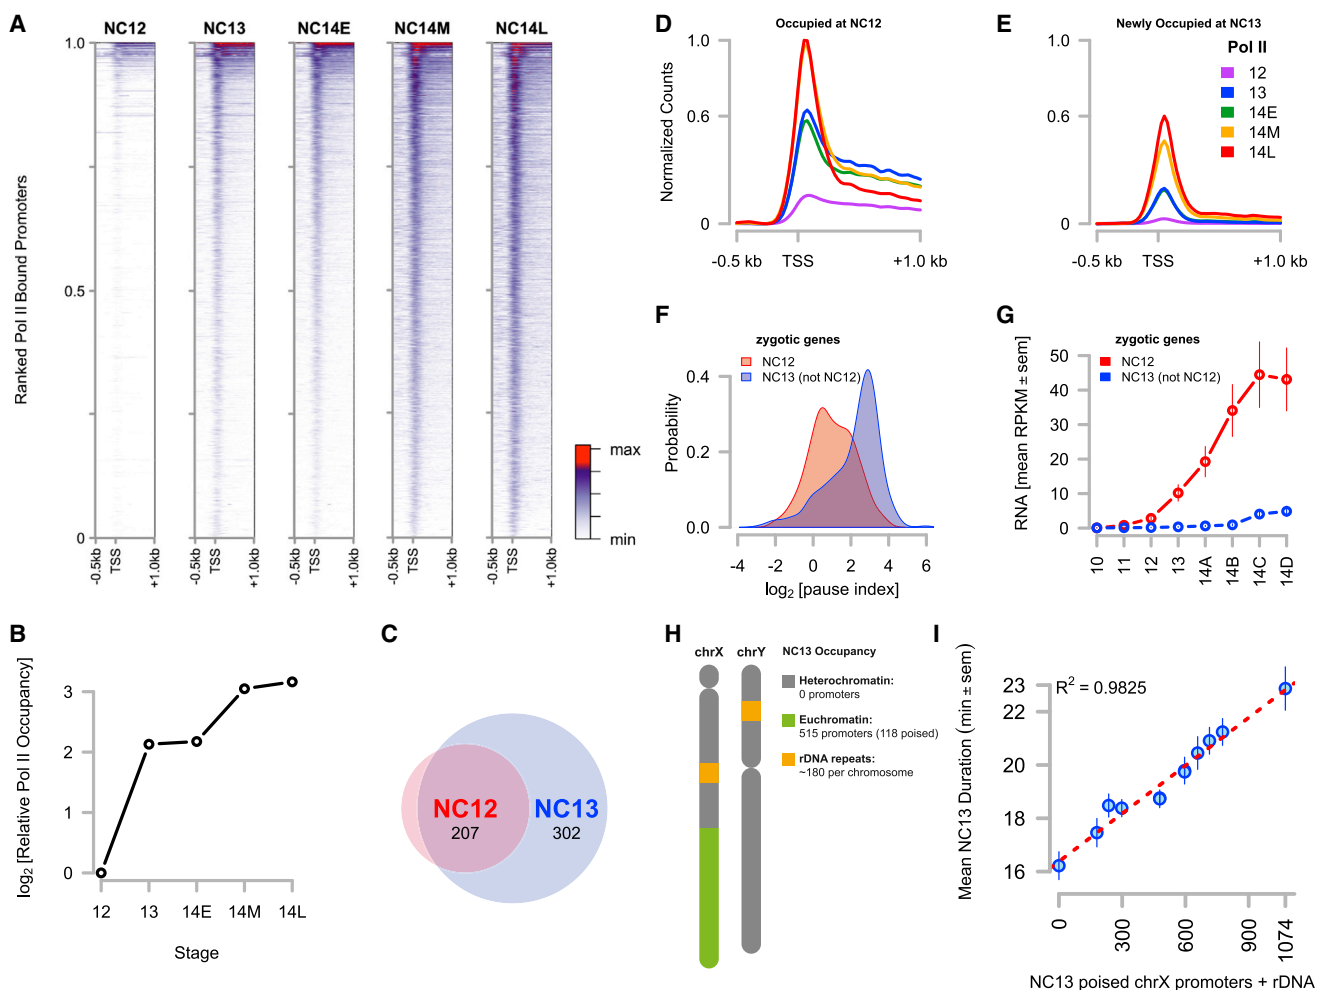 A
NC12
NC13
NC14E
NC14M
NC14L
1.0
0.5
0
Ranked Pol II Bound Promoters
-0.5kb
TSS
+1.0kb
-0.5kb
TSS
+1.0kb
-0.5kb
TSS
+1.0kb
-0.5kb
TSS
+1.0kb
-0.5kb
TSS
+1.0kb
max
min
D
Occupied at NC12
Normalized Counts
1.0
0.6
0
-0.5 kb
TSS
+1.0 kb
E
Newly Occupied at NC13
1.0
0.6
0
-0.5 kb
TSS
+1.0 kb
Pol II
12
13
14E
14M
14L
F
zygotic genes
NC12
NC13 (not NC12)
Probability
0.4
0.2
0.0
-4
-2
0
2
4
6
log2 [pause index]
G
zygotic genes
NC12
NC13 (not NC12)
RNA [mean RPKM ± sem]
50
40
30
20
10
0
10
11
12
13
14A
14B
14C
14D
B
log2 [Relative Pol II Occupancy]
3
2
1
0
12
13
14E
14M
14L
Stage
C
NC12
207
NC13
302
H
chrX
chrY
NC13 Occupancy
Heterochromatin:
0 promoters
Euchromatin:
515 promoters (118 poised)
rDNA repeats:
~180 per chromosome
I
R2 = 0.9825
Mean NC13 Duration (min ± sem)
23
22
20
18
16
0
300
600
900
1074
NC13 poised chrX promoters + rDNA